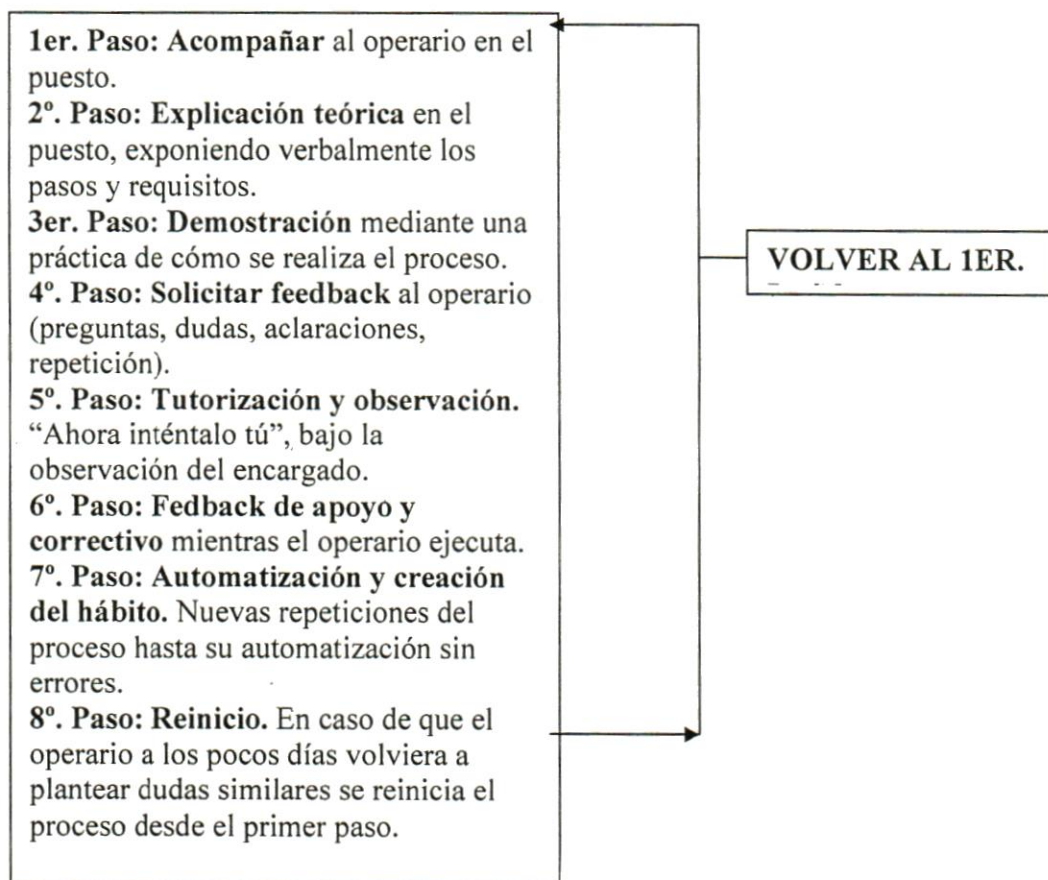 1er. Paso: Acompañar al operario en el
puesto.
2º. Paso: Explicación teórica en el
puesto, exponiendo verbalmente los
pasos y requisitos.
3er. Paso: Demostración mediante una
práctica de cómo se realiza el proceso.
4º. Paso: Solicitar feedback al operario
(preguntas, dudas, aclaraciones,
repetición).
5º. Paso: Tutorización y observación.
“Ahora inténtalo tú”, bajo la
observación del encargado.
6º. Paso: Fedback de apoyo y
correctivo mientras el operario ejecuta.
7º. Paso: Automatización y creación
del hábito. Nuevas repeticiones del
proceso hasta su automatización sin
errores.
8º. Paso: Reinicio. En caso de que el
operario a los pocos días volviera a
plantear dudas similares se reinicia el
proceso desde el primer paso.
VOLVER AL 1ER.